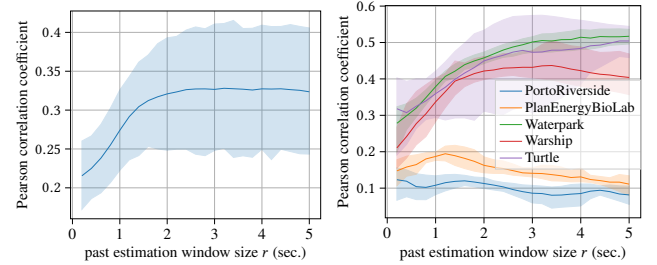 Pearson correlation coefficient
0.4
0.35
0.3
0.25
0.2
0 1 2 3 4 5
past estimation window size r (sec.)
Pearson correlation coefficient
0.6
0.5
0.4
0.3
0.2
0.1
PortoRiverside
PlanEnergyBioLab
Waterpark
Warship
Turtle
0 1 2 3 4 5
past estimation window size r (sec.)